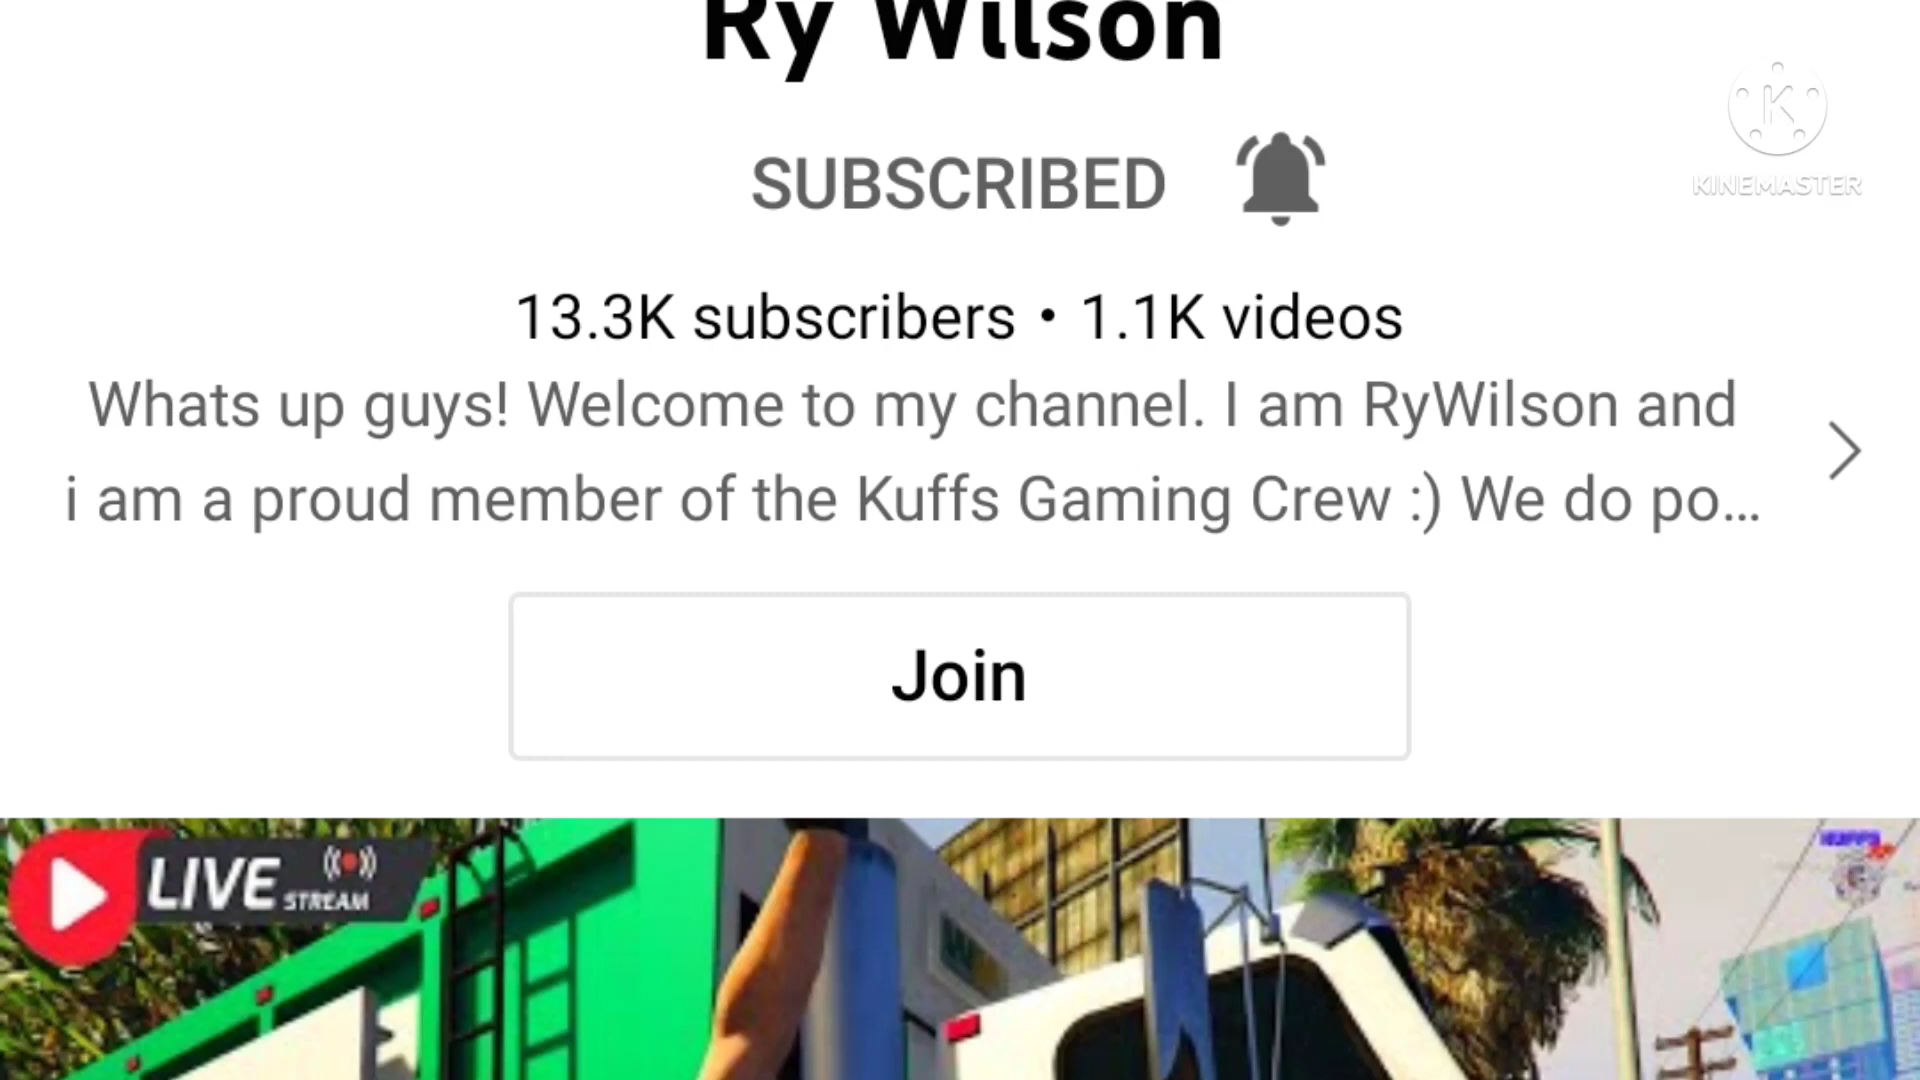 Ry Wilson
KINEMASTER
SUBSCRIBED
13.3K subscribers • 1.1K videos
Whats up guys! Welcome to my channel. I am RyWilson and
i am a proud member of the Kuffs Gaming Crew :) We do po...
Join
LIVE
STREAM
KUFFS